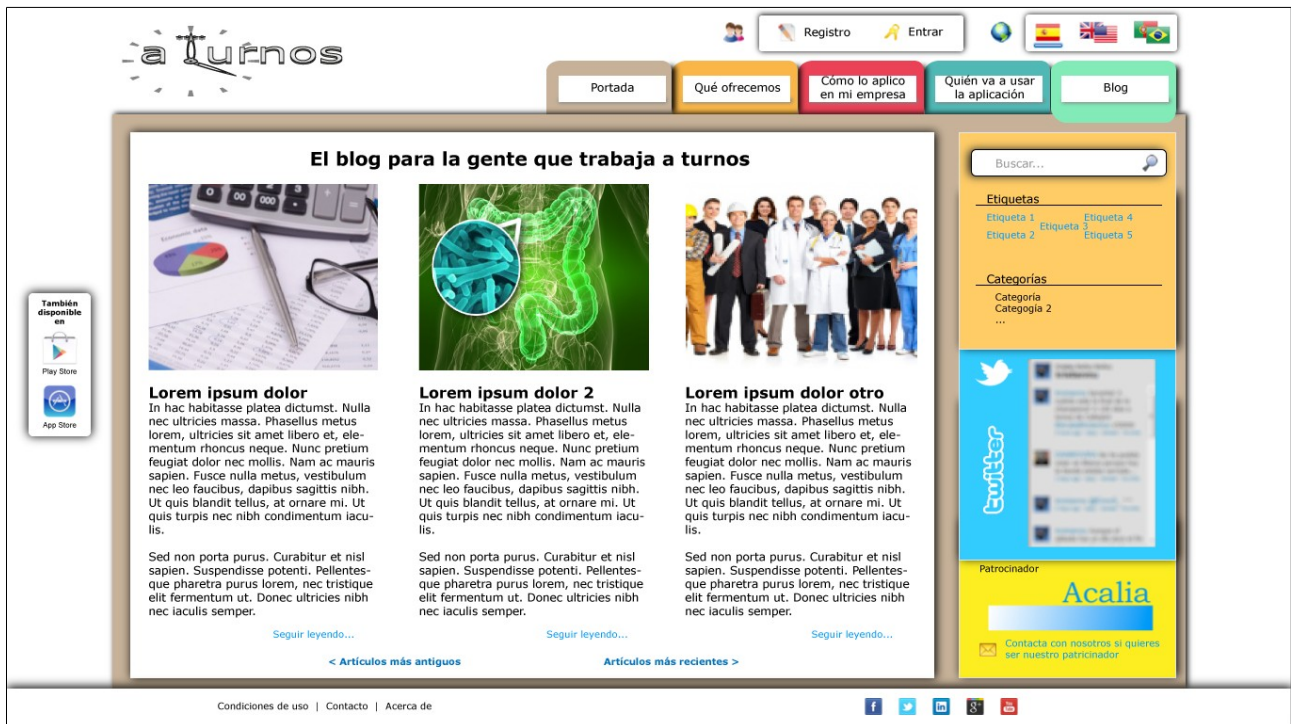 a turnos
Registro
Entrar
Portada
Qué ofrecemos
Cómo lo aplico
en mi empresa
Quién va a usar
la aplicación
Blog
El blog para la gente que trabaja a turnos
Lorem ipsum dolor
In hac habitasse platea dictumst. Nulla
nec ultricies massa. Phasellus metus
lorem, ultricies sit amet libero et, ele-
mentum rhoncus neque. Nunc pretium
feugiat dolor nec mollis. Nam ac mauris
sapien. Fusce nulla metus, vestibulum
nec leo faucibus, dapibus sagittis nibh.
Ut quis blandit tellus, at ornare mi. Ut
quis turpis nec nibh condimentum iacu-
lis.
Sed non porta purus. Curabitur et nisl
sapien. Suspendisse potenti. Pellentes-
que pharetra purus lorem, nec tristique
elit fermentum ut. Donec ultricies nibh
nec iaculis semper.
Seguir leyendo...
Lorem ipsum dolor 2
In hac habitasse platea dictumst. Nulla
nec ultricies massa. Phasellus metus
lorem, ultricies sit amet libero et, ele-
mentum rhoncus neque. Nunc pretium
feugiat dolor nec mollis. Nam ac mauris
sapien. Fusce nulla metus, vestibulum
nec leo faucibus, dapibus sagittis nibh.
Ut quis blandit tellus, at ornare mi. Ut
quis turpis nec nibh condimentum iacu-
lis.
Sed non porta purus. Curabitur et nisl
sapien. Suspendisse potenti. Pellentes-
que pharetra purus lorem, nec tristique
elit fermentum ut. Donec ultricies nibh
nec iaculis semper.
Seguir leyendo...
Lorem ipsum dolor otro
In hac habitasse platea dictumst. Nulla
nec ultricies massa. Phasellus metus
lorem, ultricies sit amet libero et, ele-
mentum rhoncus neque. Nunc pretium
feugiat dolor nec mollis. Nam ac mauris
sapien. Fusce nulla metus, vestibulum
nec leo faucibus, dapibus sagittis nibh.
Ut quis blandit tellus, at ornare mi. Ut
quis turpis nec nibh condimentum iacu-
lis.
Sed non porta purus. Curabitur et nisl
sapien. Suspendisse potenti. Pellentes-
que pharetra purus lorem, nec tristique
elit fermentum ut. Donec ultricies nibh
nec iaculis semper.
Seguir leyendo...
< Artículos más antiguos
Artículos más recientes >
También
disponible
en
Play Store
App Store
Buscar...
Etiquetas
Etiqueta 1
Etiqueta 4
Etiqueta 3
Etiqueta 2
Etiqueta 5
Categorías
Categoría
Categogía 2
...
twitter
Patrocinador
Acalia
Contacta con nosotros si quieres
ser nuestro patricinador
Condiciones de uso | Contacto | Acerca de